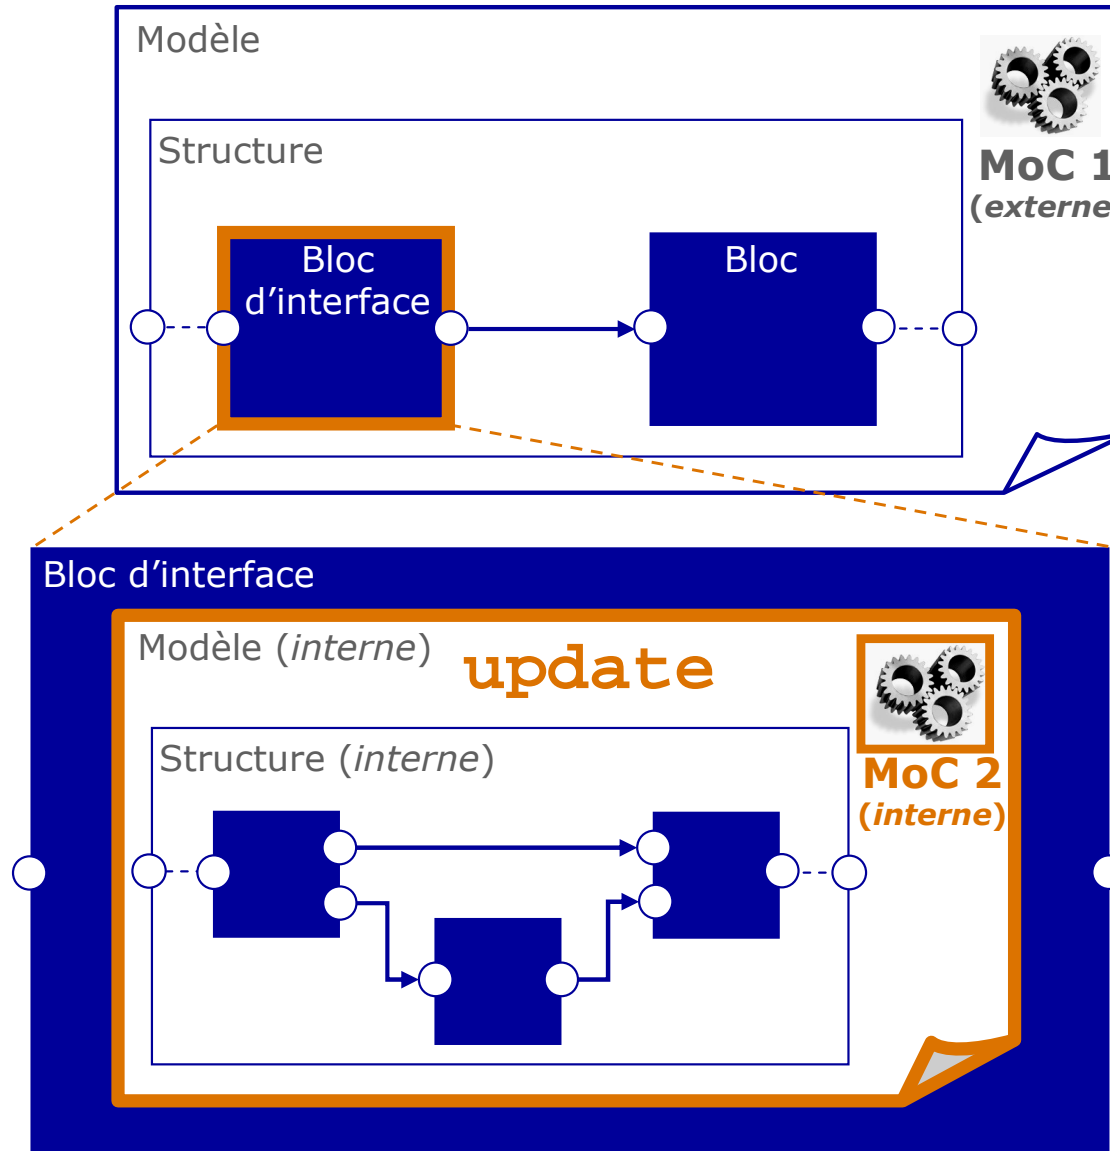 Modèle
MoC 1
(externe
Structure
Bloc
d’interface
Bloc
Bloc d’interface
Modèle (interne)
update
MoC 2
(interne)
Structure (interne)